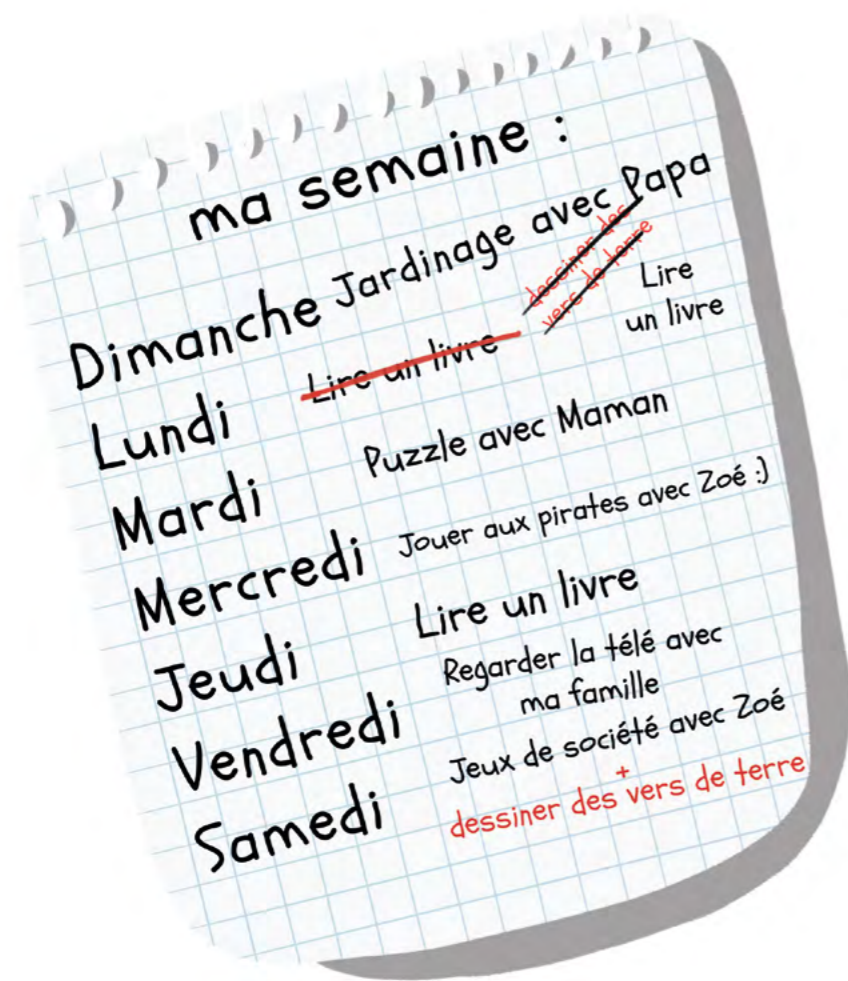 ma semaine :
Dimanche Jardinage avec Papa
dessiner des
vers de terre
Lundi Lire un livre
Lire
un livre
Mardi Puzzle avec Maman
Mercredi Jouer aux pirates avec Zoé :)
Jeudi Lire un livre
Vendredi Regarder la télé avec
ma famille
Samedi Jeux de société avec Zoé
+
dessiner des vers de terre